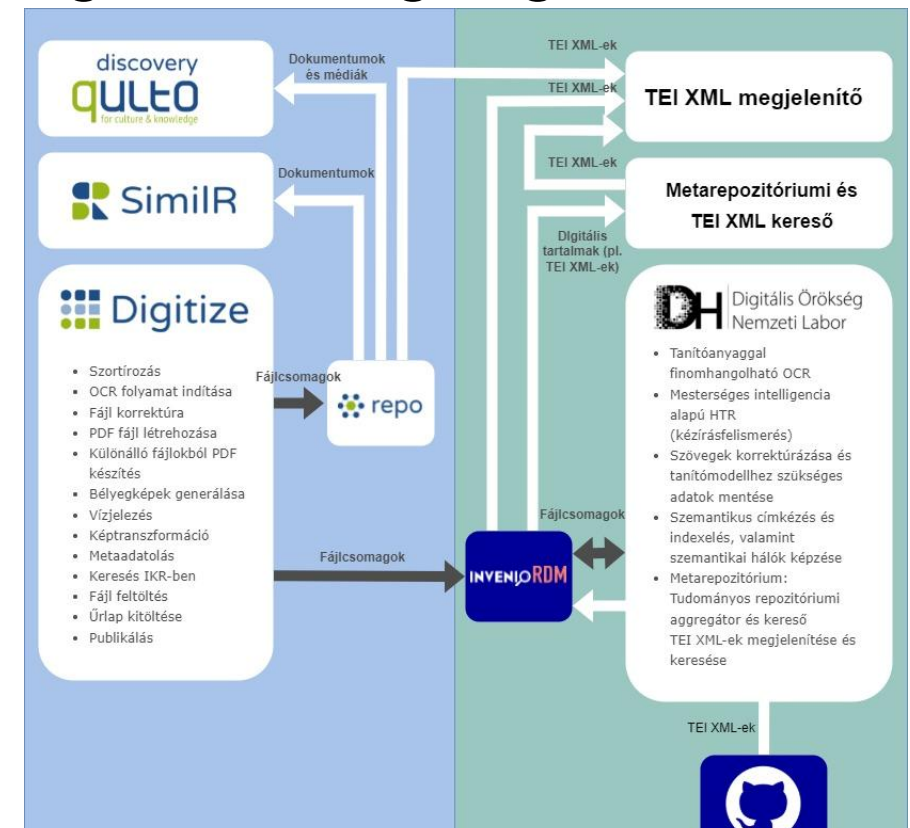 discovery
qulto
for culture & knowledge
Dokumentumok
és médiák
SimilR
Dokumentumok
Digitize
• Szortírozás
• OCR folyamat indítása
• Fájl korrektúra
• PDF fájl létrehozása
• Különálló fájlokból PDF
készítés
• Bélyegképek generálása
• Vízjelezés
• Képtranszformáció
• Metaadatolás
• Keresés IKR-ben
• Fájl feltöltés
• Űrlap kitöltése
• Publikálás
Fájlcsomagok
repo
Fájlcsomagok
INVENIO RDM
TEI XML-ek
TEI XML-ek
TEI XML megjelenítő
TEI XML-ek
Metarepozitóriumi és
TEI XML kereső
DIgitális
tartalmak (pl.
TEI XML-ek)
DH
Digitális Örökség
Nemzeti Labor
• Tanítóanyaggal
finomhangolható OCR
• Mesterséges intelligencia
alapú HTR
(kézírásfelismerés)
• Szövegek korrektúrázása és
tanítómodellhez szükséges
adatok mentése
• Szemantikus címkézés és
indexelés, valamint
szemantikai hálók képzése
• Metarepozitórium:
Tudományos repozitóriumi
aggregátor és kereső
TEI XML-ek megjelenítése és
keresése
Fájlcsomagok
TEI XML-ek